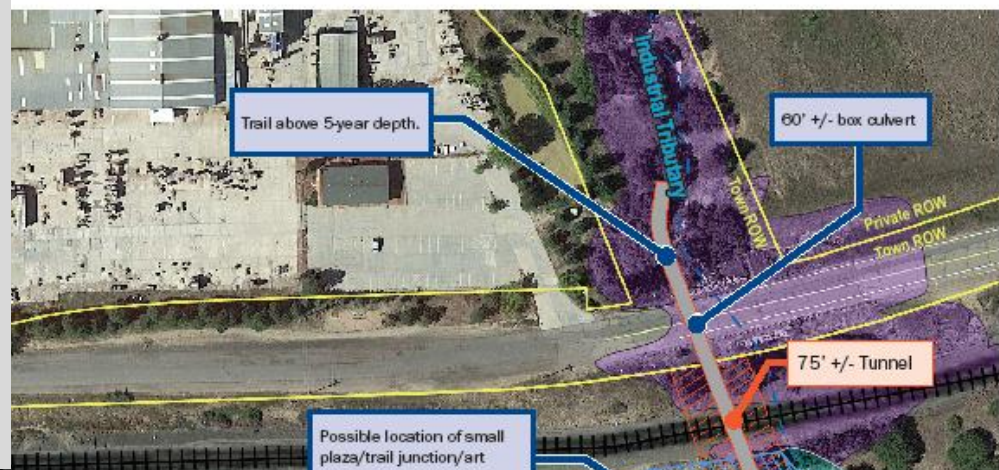 Industrial Tributary
Trail above 5-year depth.
60' +/- box culvert
Town ROW
Private ROW
Town ROW
75' +/- Tunnel
Possible location of small
plaza/trail junction/art